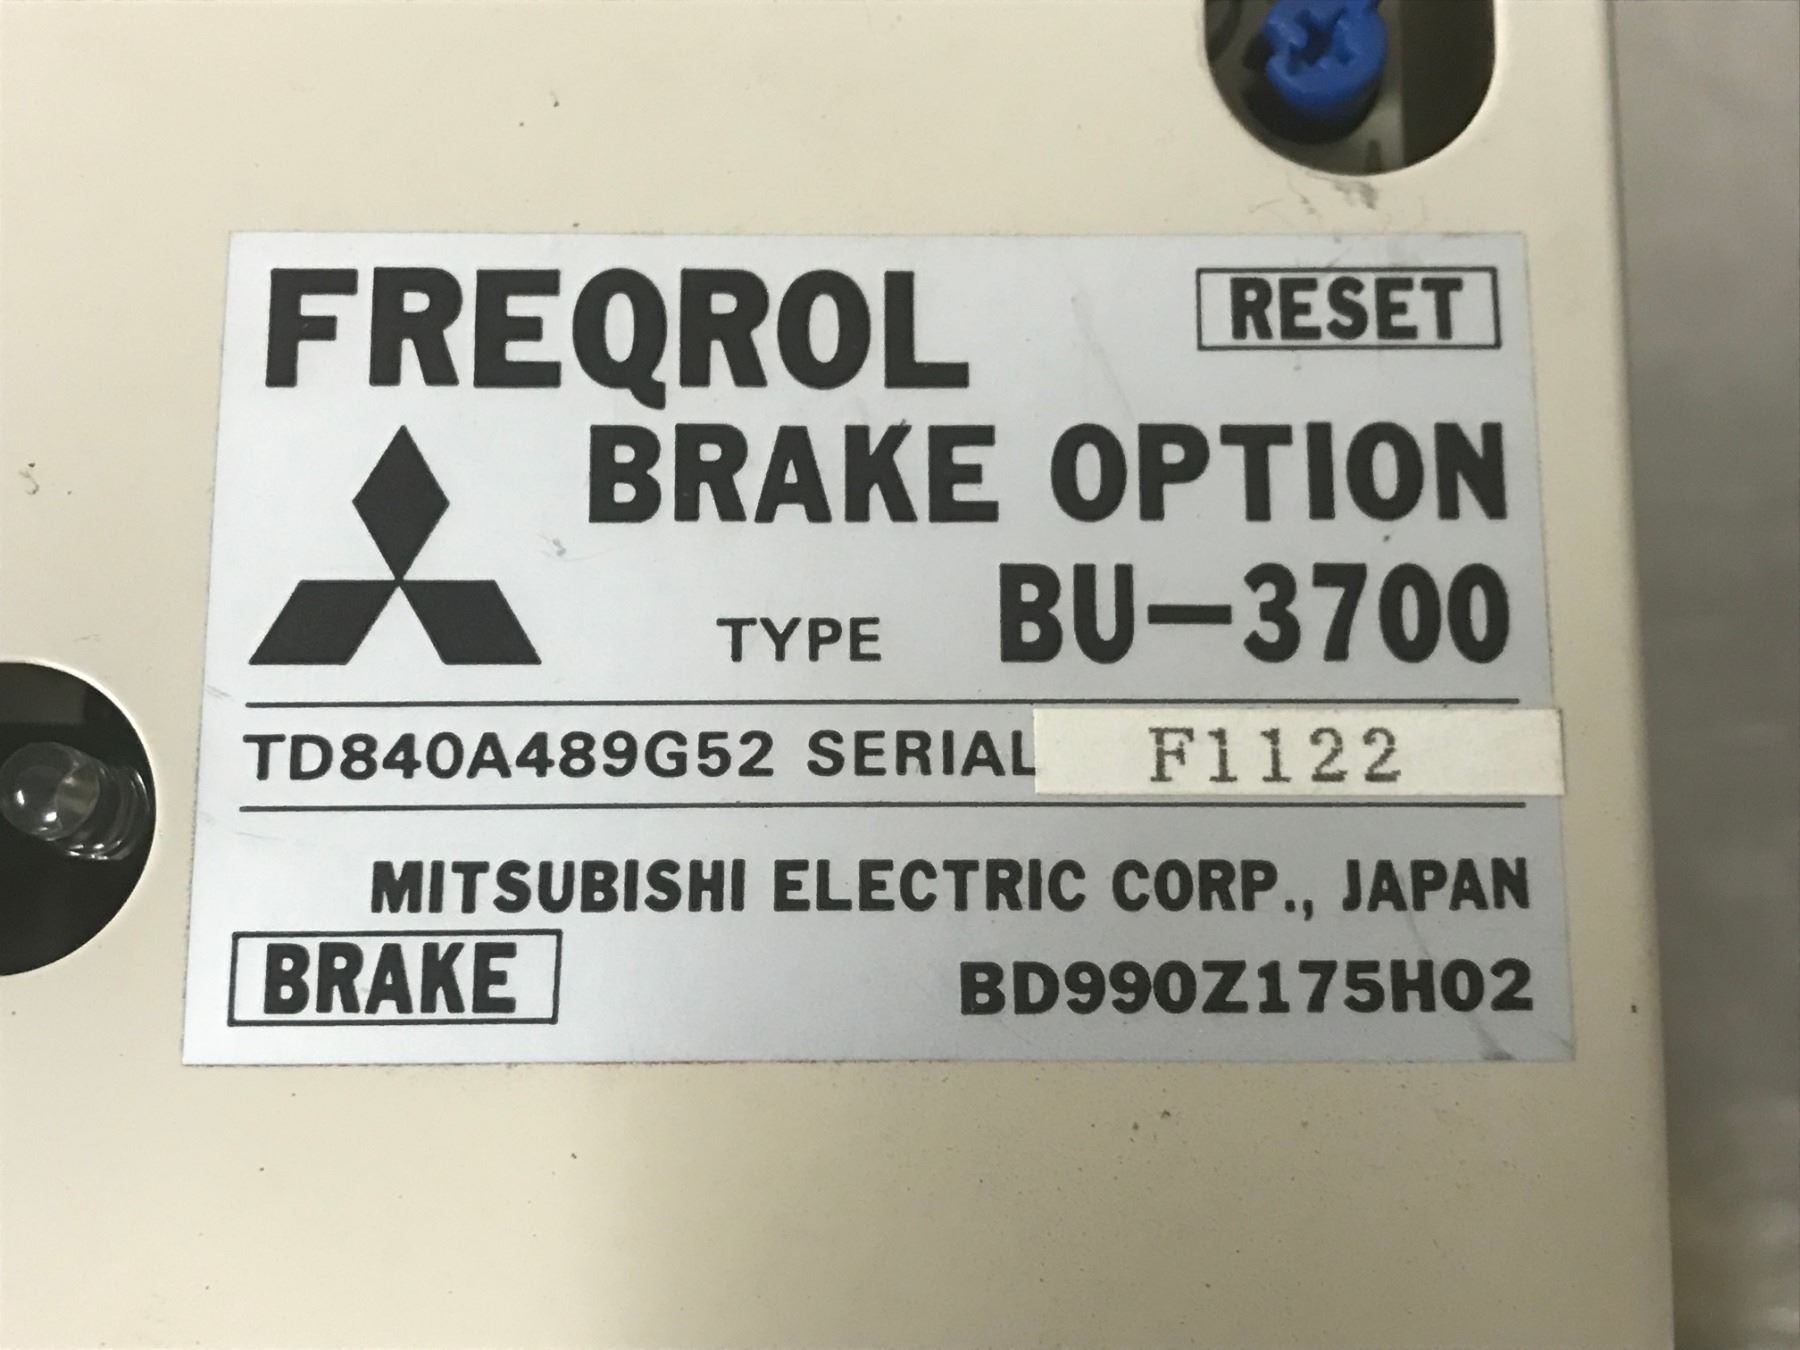 FREQROL
RESET
BRAKE OPTION
TYPE BU-3700
TD840A489G52 SERIAL F1122
MITSUBISHI ELECTRIC CORP., JAPAN
BRAKE
BD990Z175H02